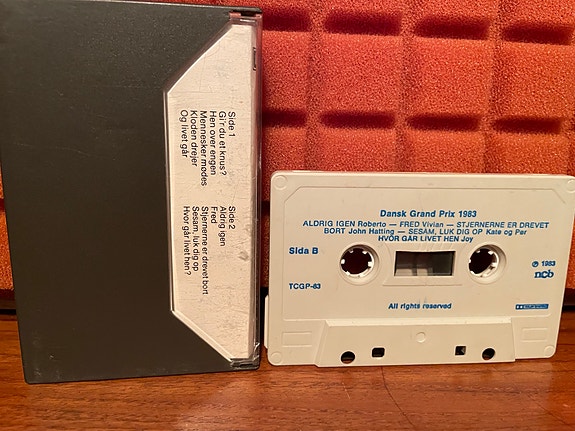 Side 1
Gi'r du et knus?
Hen over engen
Mennesker mødes
Kloden drejer
Og livet går
Side 2
Aldrig igen
Fred
Stjernerne er drevet bort
Sesam, luk dig op
Hvor går livet hen?
Dansk Grand Prix 1983
ALDRIG IGEN Roberto — FRED Vivian — STJERNERNE ER DREVET
BORT John Hatting — SESAM, LUK DIG OP Kate og Per
HVOR GÅR LIVET HEN Joy
Side B
℗ 1983
ncb
TCGP-83
All rights reserved